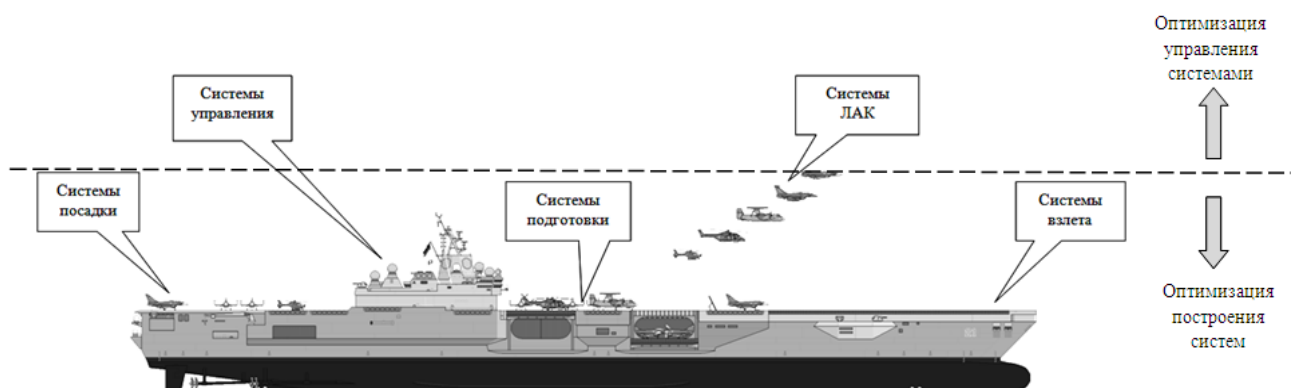 Оптимизация
управления
системами
Системы
управления
Системы
ЛАК
Системы
посадки
Системы
подготовки
Системы
взлета
Оптимизация
построения
систем